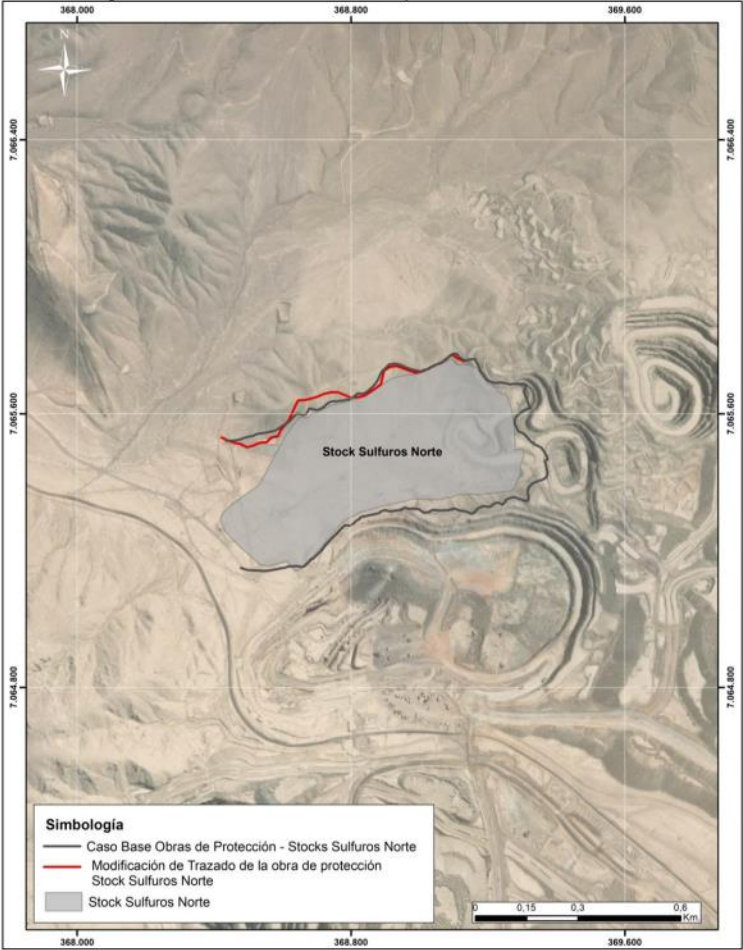 368.000 368.800 369.600
N
7.066.400 7.066.400
7.065.600 7.065.600
Stock Sulfuros Norte
7.064.800 7.064.800
Simbología
Caso Base Obras de Protección - Stocks Sulfuros Norte
Modificación de Trazado de la obra de protección
Stock Sulfuros Norte
Stock Sulfuros Norte
0 0,15 0,3 0,6
Km.
368.000 368.800 369.600